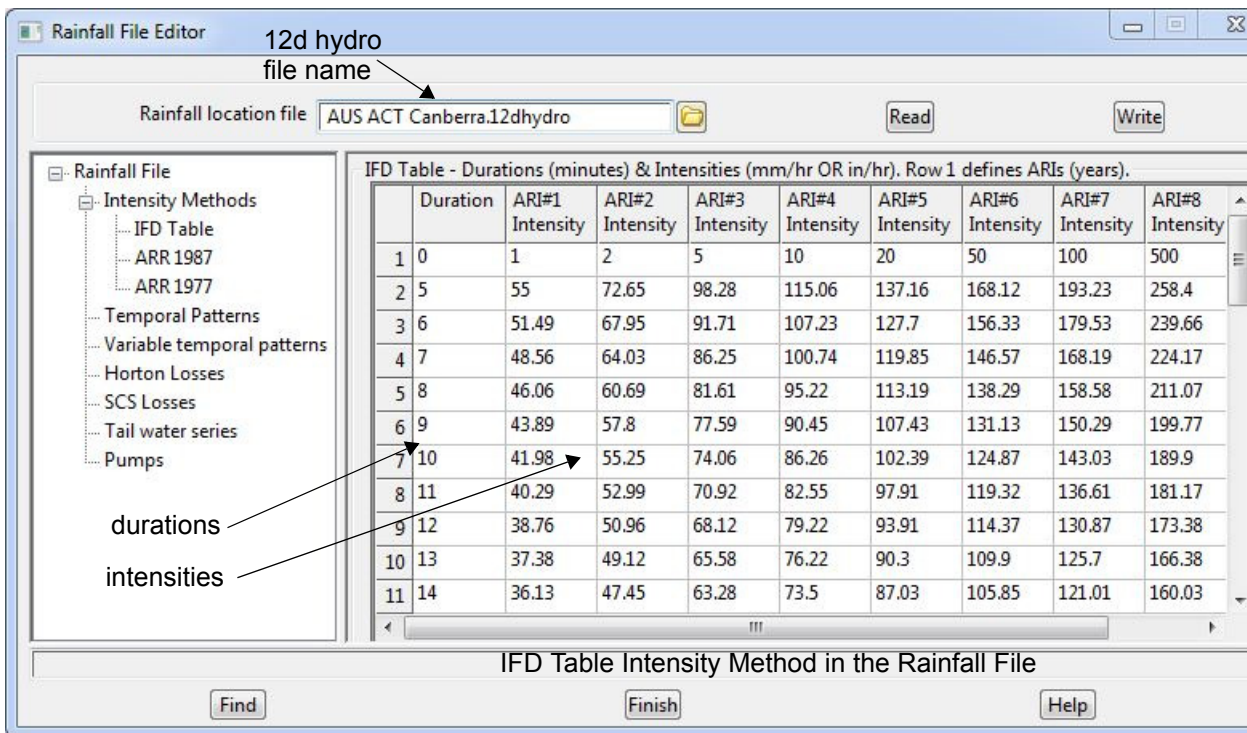 Rainfall File Editor
12d hydro
file name
Rainfall location file AUS ACT Canberra.12dhydro Read Write
Rainfall File
Intensity Methods
IFD Table
ARR 1987
ARR 1977
Temporal Patterns
Variable temporal patterns
Horton Losses
SCS Losses
Tail water series
Pumps
durations
intensities
IFD Table - Durations (minutes) & Intensities (mm/hr OR in/hr). Row 1 defines ARIs (years).
Duration ARI#1 ARI#2 ARI#3 ARI#4 ARI#5 ARI#6 ARI#7 ARI#8
Intensity Intensity Intensity Intensity Intensity Intensity Intensity Intensity
1 0 1 2 5 10 20 50 100 500
2 5 55 72.65 98.28 115.06 137.16 168.12 193.23 258.4
3 6 51.49 67.95 91.71 107.23 127.7 156.33 179.53 239.66
4 7 48.56 64.03 86.25 100.74 119.85 146.57 168.19 224.17
5 8 46.06 60.69 81.61 95.22 113.19 138.29 158.58 211.07
6 9 43.89 57.8 77.59 90.45 107.43 131.13 150.29 199.77
7 10 41.98 55.25 74.06 86.26 102.39 124.87 143.03 189.9
8 11 40.29 52.99 70.92 82.55 97.91 119.32 136.61 181.17
9 12 38.76 50.96 68.12 79.22 93.91 114.37 130.87 173.38
10 13 37.38 49.12 65.58 76.22 90.3 109.9 125.7 166.38
11 14 36.13 47.45 63.28 73.5 87.03 105.85 121.01 160.03
IFD Table Intensity Method in the Rainfall File
Find Finish Help